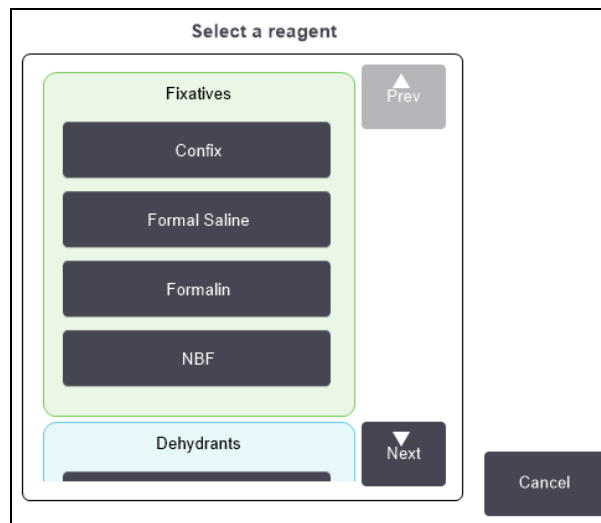 Select a reagent
Fixatives
Prev
Confix
Formal Saline
Formalin
NBF
Dehydrants
Next
Cancel